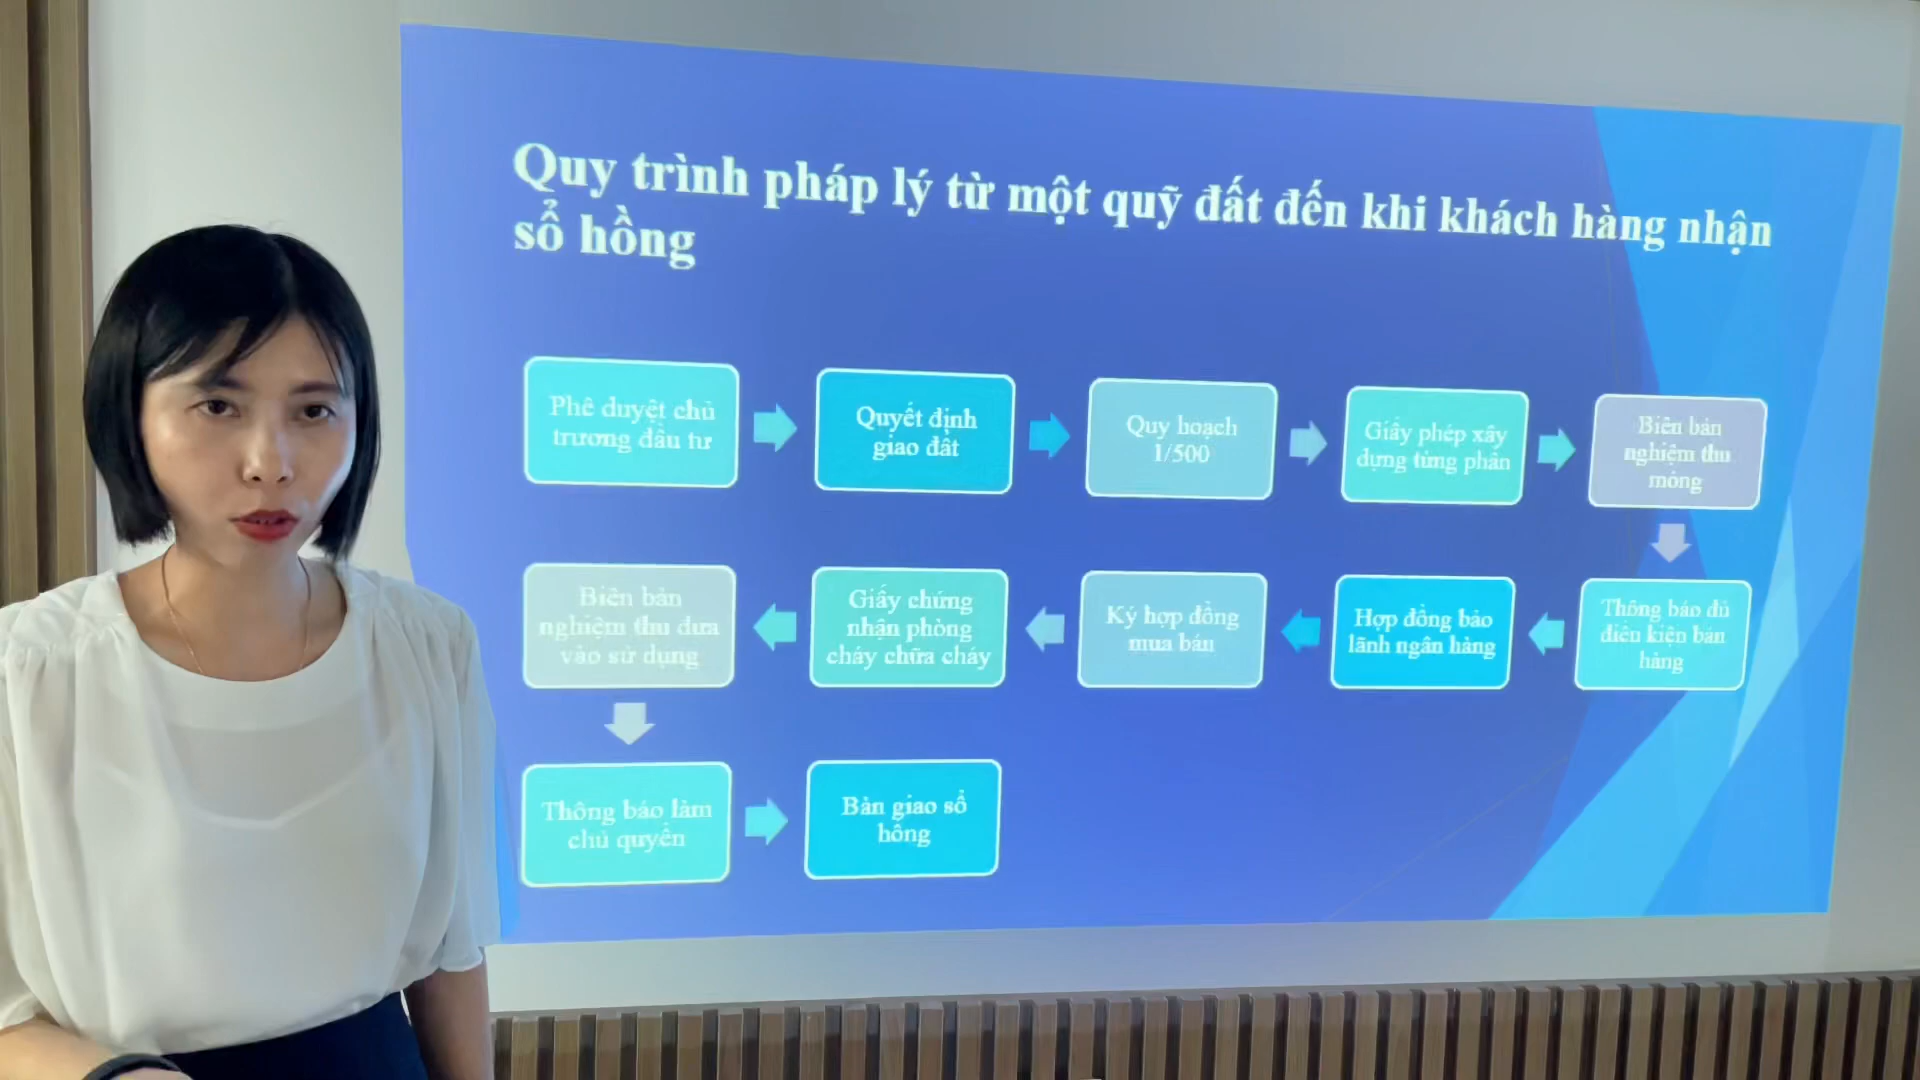 Quy trình pháp lý từ một quỹ đất đến khi khách hàng nhận
sổ hồng
Phê duyệt chủ
trương đầu tư
Quyết định
giao đất
Quy hoạch
1/500
Giấy phép xây
dựng từng phần
Biên bản
nghiệm thu
móng
Thông báo đủ
điều kiện bán
hàng
Hợp đồng bảo
lãnh ngân hàng
Ký hợp đồng
mua bán
Giấy chứng
nhận phòng
cháy chữa cháy
Biên bản
nghiệm thu đưa
vào sử dụng
Thông báo làm
chủ quyền
Bàn giao sổ
hồng